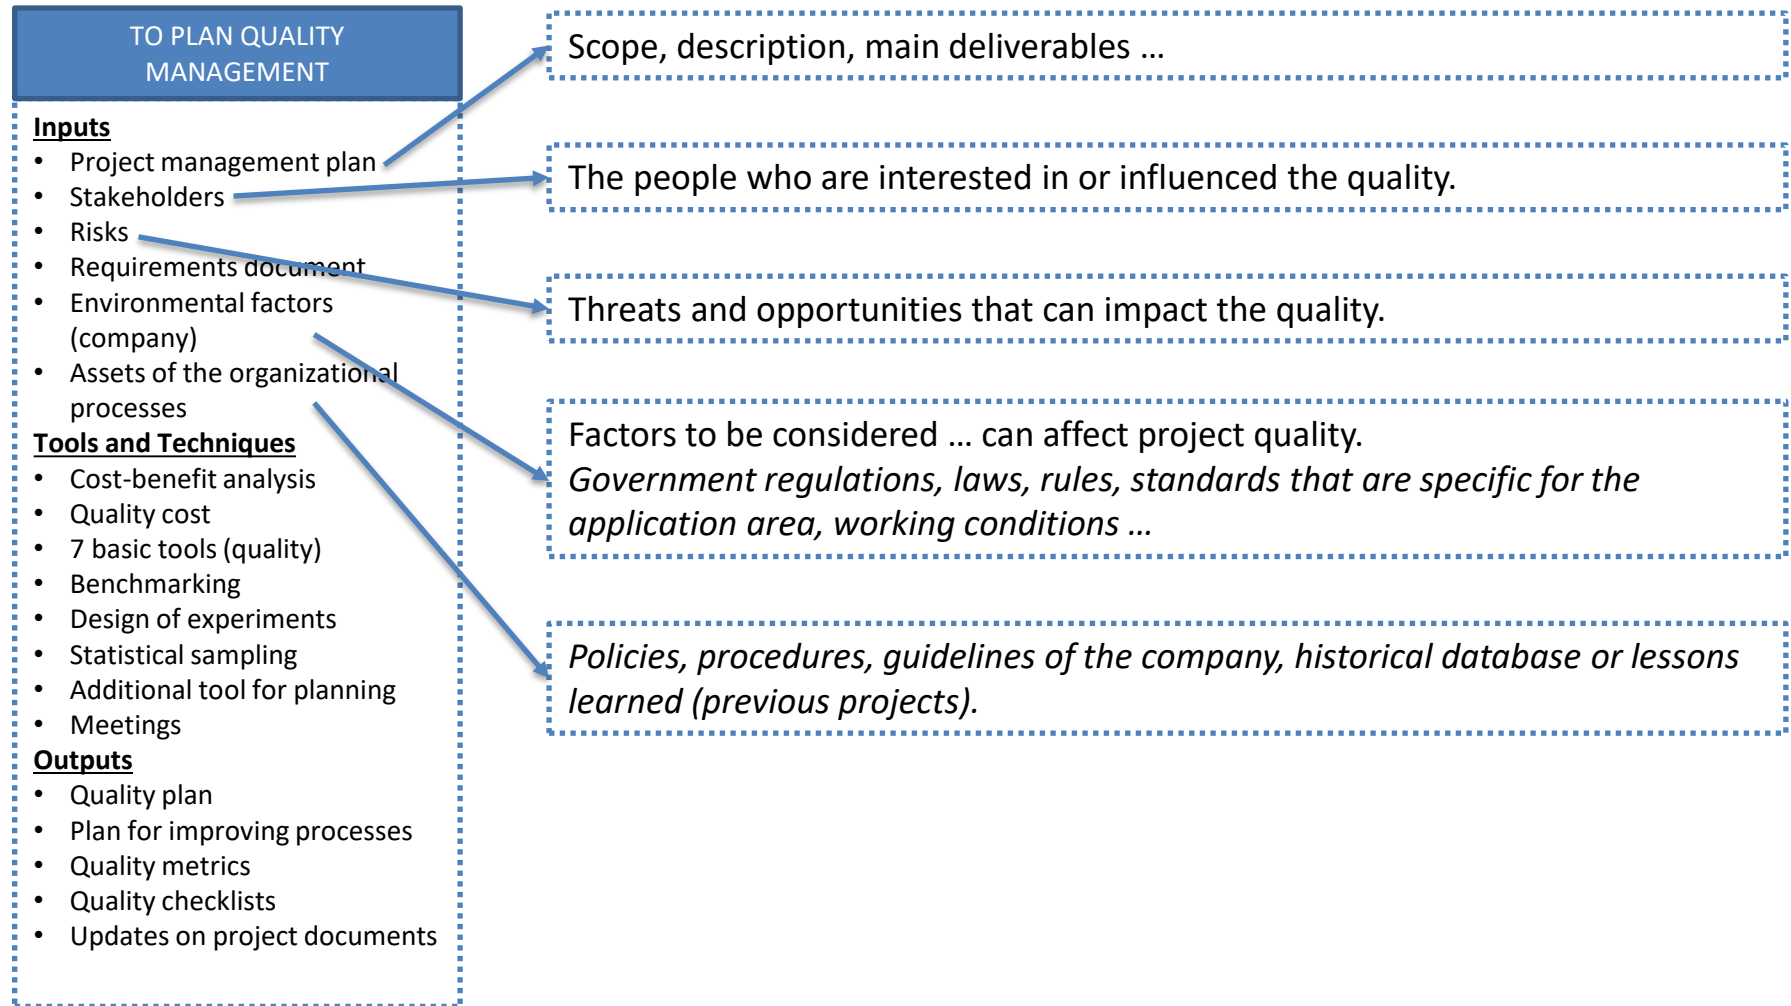 TO PLAN QUALITY
MANAGEMENT
Inputs
• Project management plan
• Stakeholders
• Risks
• Requirements document
• Environmental factors
(company)
• Assets of the organizational
processes
Tools and Techniques
• Cost-benefit analysis
• Quality cost
• 7 basic tools (quality)
• Benchmarking
• Design of experiments
• Statistical sampling
• Additional tool for planning
• Meetings
Outputs
• Quality plan
• Plan for improving processes
• Quality metrics
• Quality checklists
• Updates on project documents
Scope, description, main deliverables …
The people who are interested in or influenced the quality.
Threats and opportunities that can impact the quality.
Factors to be considered … can affect project quality.
Government regulations, laws, rules, standards that are specific for the
application area, working conditions …
Policies, procedures, guidelines of the company, historical database or lessons
learned (previous projects).